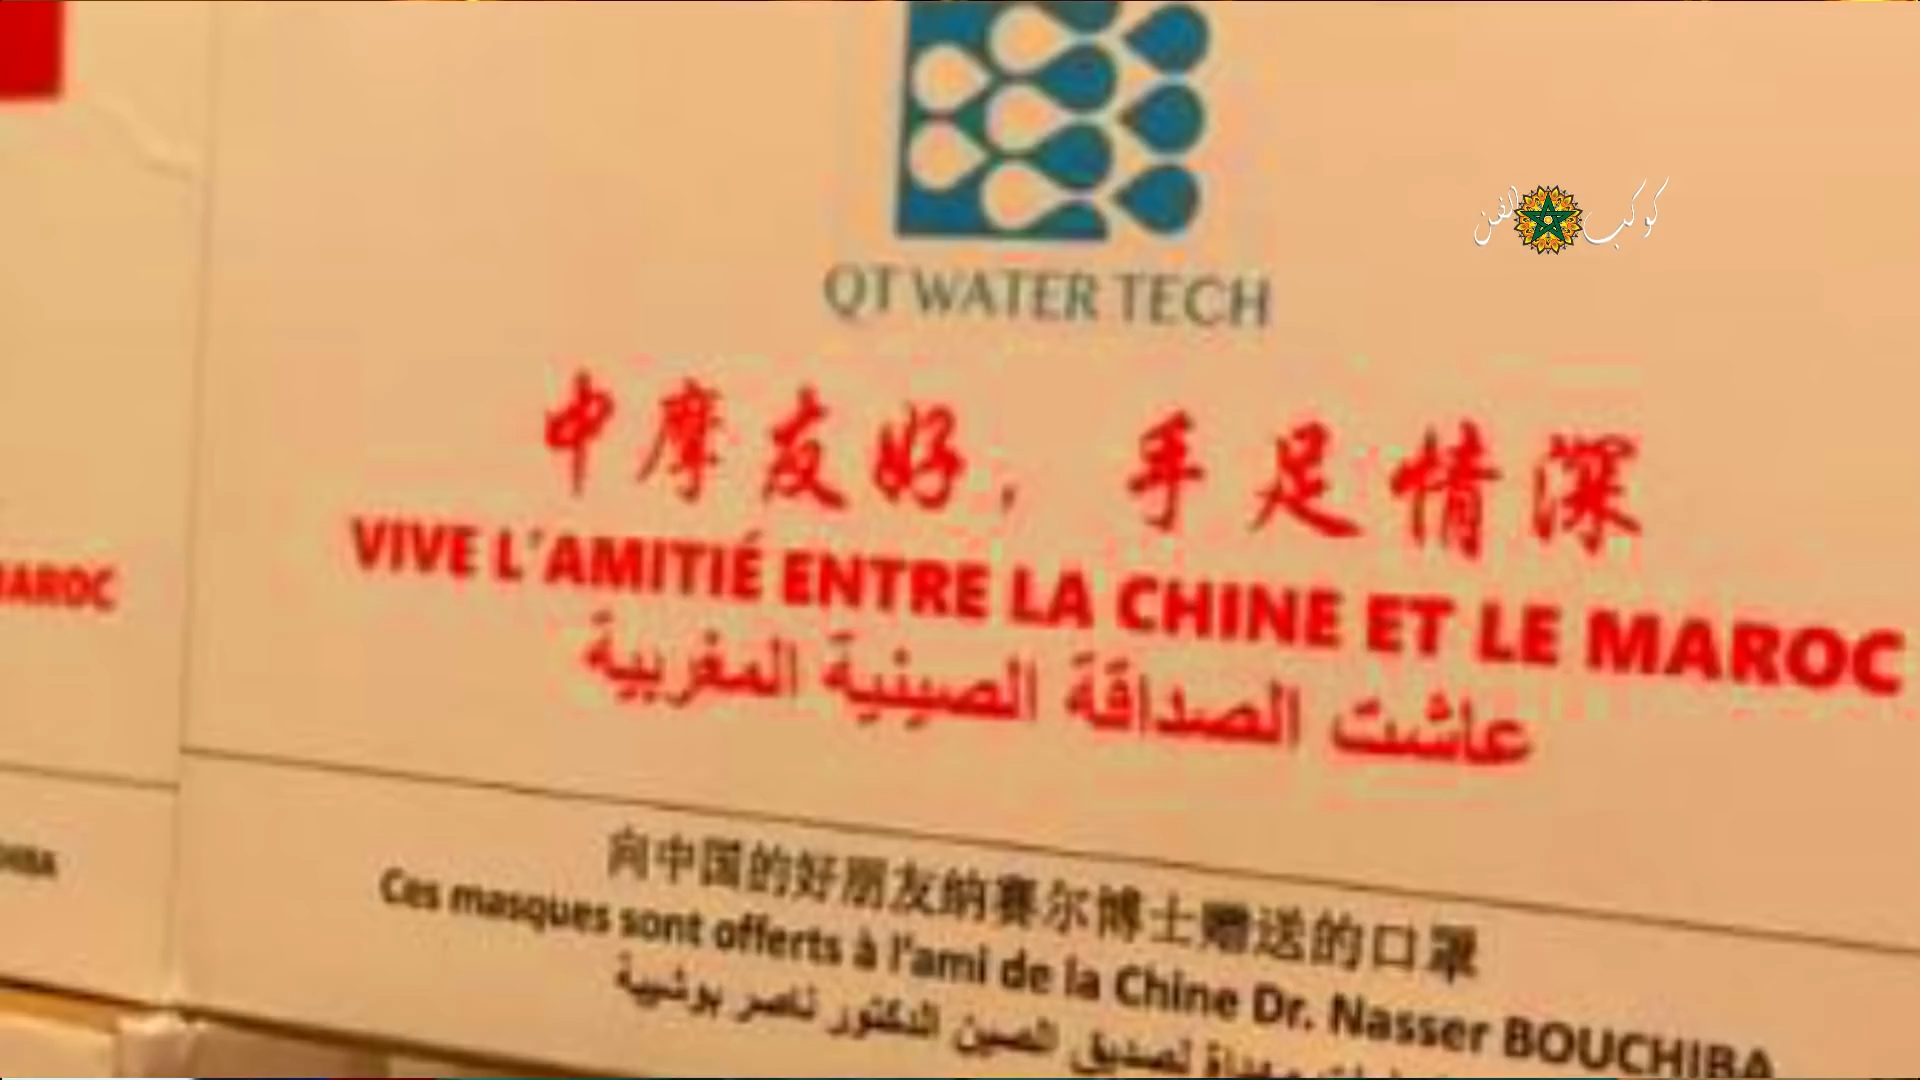 QT WATER TECH
كوكب الفن
中摩友好，手足情深
VIVE L'AMITIÉ ENTRE LA CHINE ET LE MAROC
عاشت الصداقة الصينية المغربية
MAROC
向中国的好朋友纳赛尔博士赠送的口罩
Ces masques sont offerts à l'ami de la Chine Dr. Nasser BOUCHIBA
مهداة لصديق الصين الدكتور ناصر بوشيبة